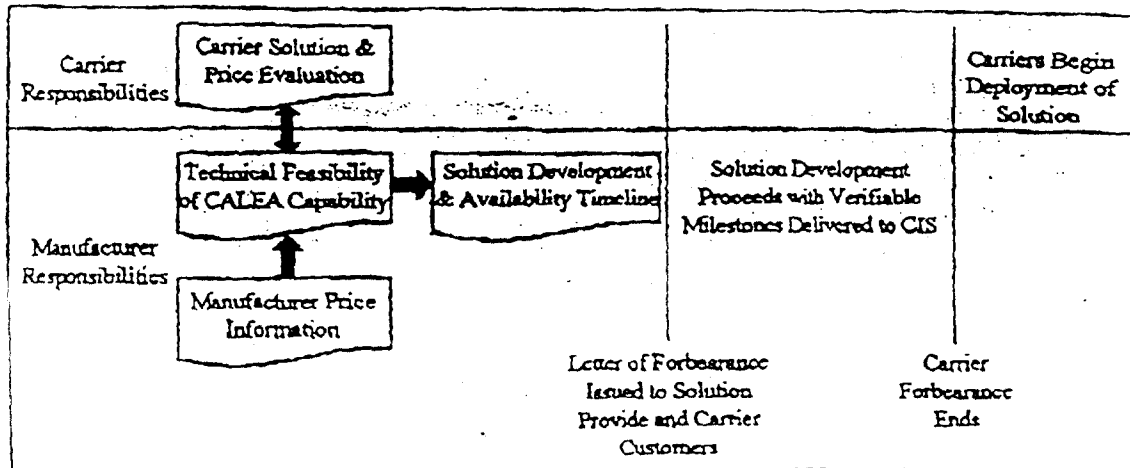 Carrier
Responsibilities
Carrier Solution &
Price Evaluation
Carriers Begin
Deployment of
Solution
Manufacturer
Responsibilities
Technical Feasibility
of CALEA Capability
Solution Development
& Availability Timeline
Solution Development
Proceeds with Verifiable
Milestones Delivered to CIS
Manufacturer Price
Information
Letter of Forbearance
Issued to Solution
Provide and Carrier
Customers
Carrier
Forbearance
Ends